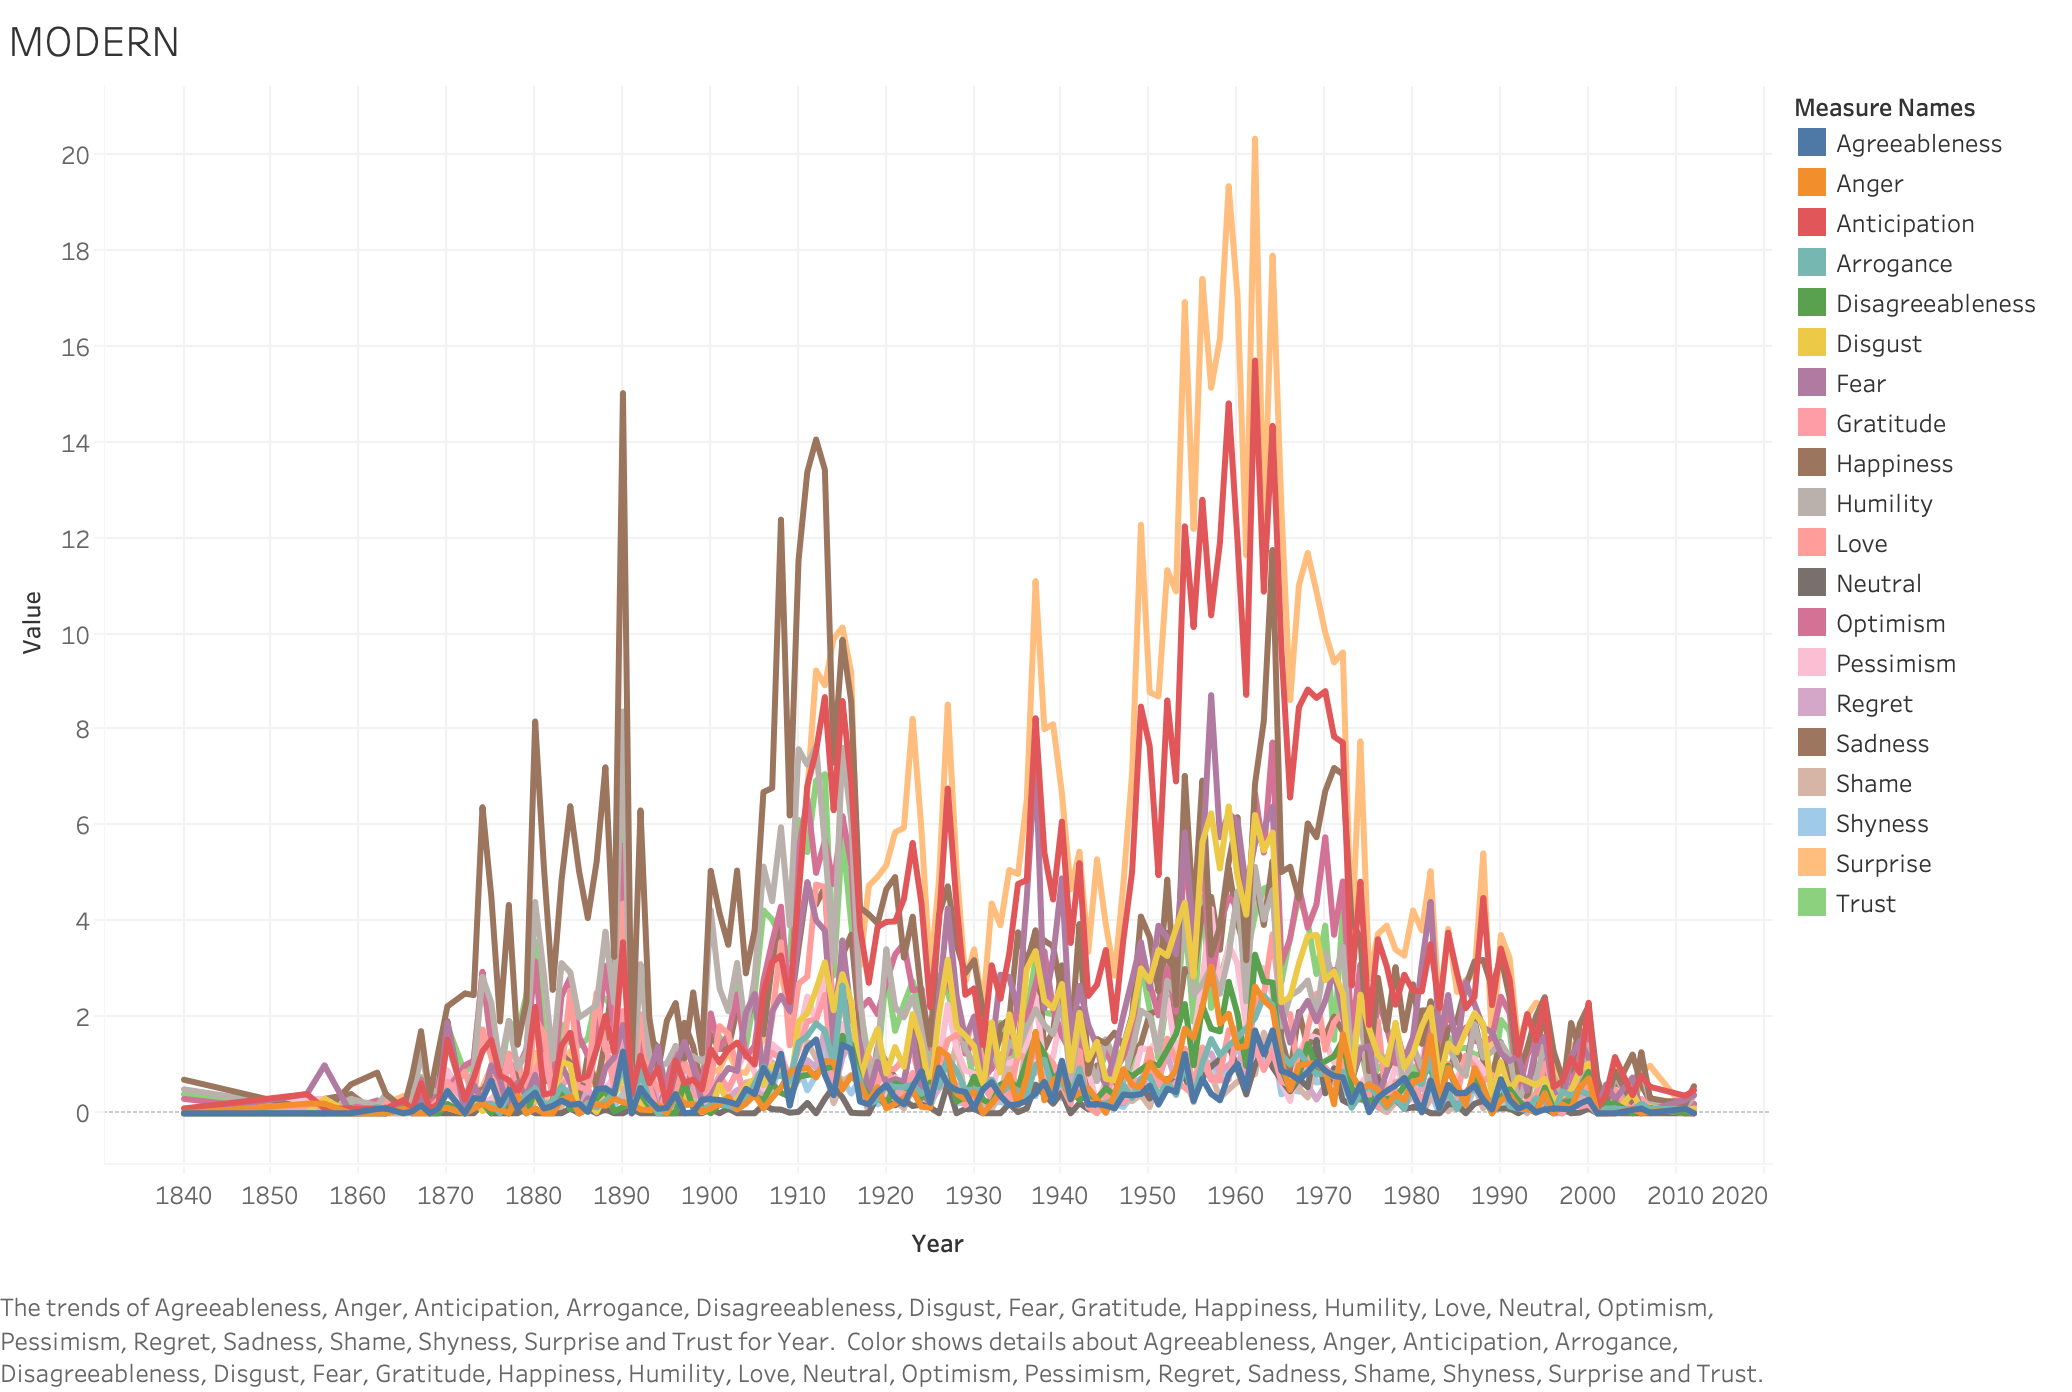 MODERN
Measure Names
Agreeableness
Anger
Anticipation
Arrogance
Disagreeableness
Disgust
Fear
Gratitude
Happiness
Humility
Love
Neutral
Optimism
Pessimism
Regret
Sadness
Shame
Shyness
Surprise
Trust
Value
20
18
16
14
12
10
8
6
4
2
0
1840 1850 1860 1870 1880 1890 1900 1910 1920 1930 1940 1950 1960 1970 1980 1990 2000 2010 2020
Year
The trends of Agreeableness, Anger, Anticipation, Arrogance, Disagreeableness, Disgust, Fear, Gratitude, Happiness, Humility, Love, Neutral, Optimism,
Pessimism, Regret, Sadness, Shame, Shyness, Surprise and Trust for Year.  Color shows details about Agreeableness, Anger, Anticipation, Arrogance,
Disagreeableness, Disgust, Fear, Gratitude, Happiness, Humility, Love, Neutral, Optimism, Pessimism, Regret, Sadness, Shame, Shyness, Surprise and Trust.